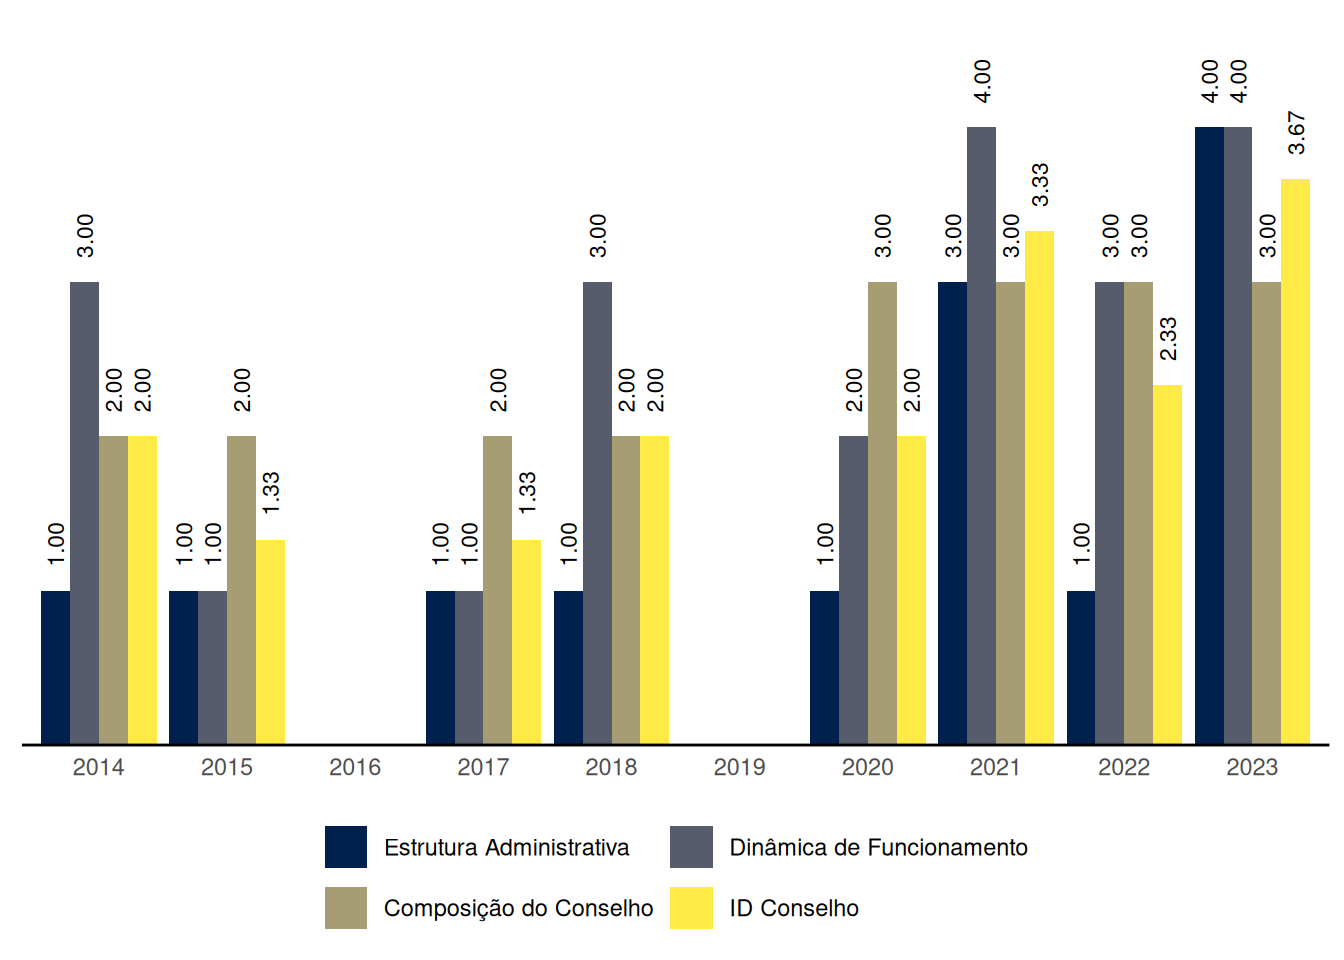 1.00 3.00 2.00 2.00
1.00 1.00 2.00 1.33
1.00 1.00 2.00 1.33
1.00 3.00 2.00 2.00
1.00 2.00 3.00 2.00
3.00 4.00 3.00 3.33
1.00 3.00 3.00 2.33
4.00 4.00 3.00 3.67
2014 2015 2016 2017 2018 2019 2020 2021 2022 2023
Estrutura Administrativa Dinâmica de Funcionamento
Composição do Conselho ID Conselho